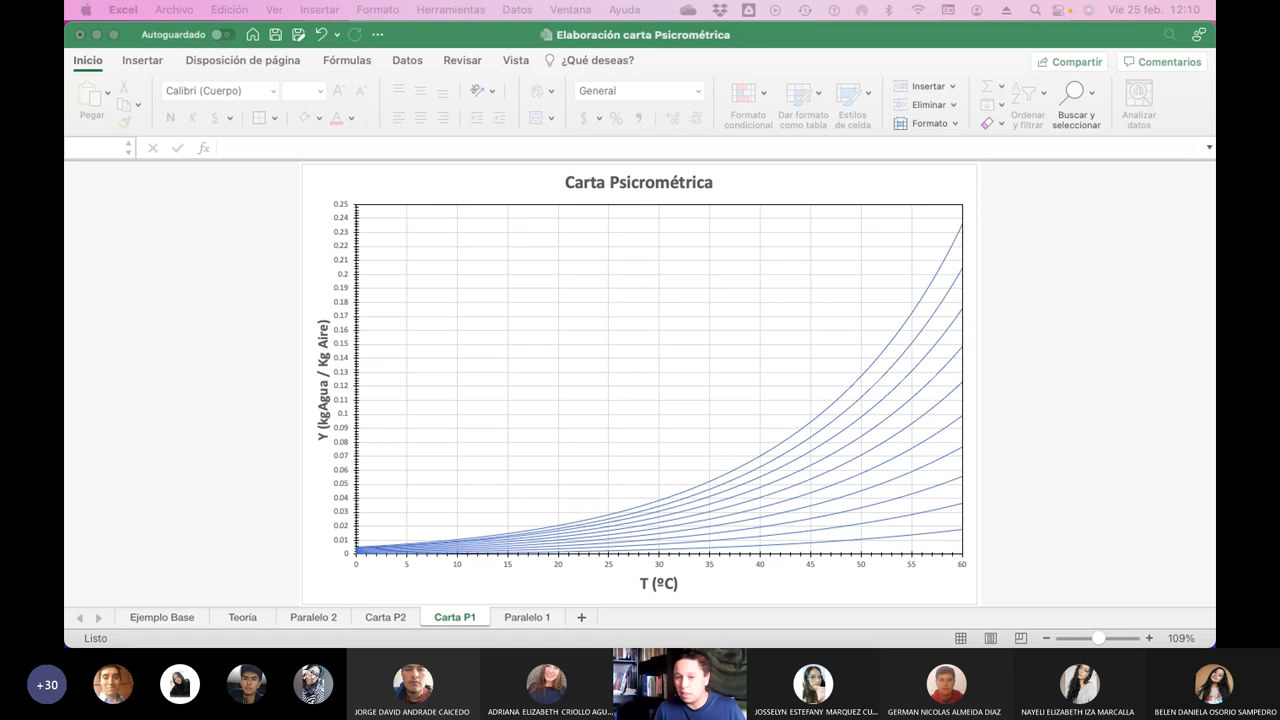 Excel Archivo Edición Ver Insertar Formato Herramientas Datos Ventana Ayuda Vie 25 feb. 12:10
Autoguardado Elaboración carta Psicrométrica
Inicio Insertar Disposición de página Fórmulas Datos Revisar Vista ¿Qué deseas? Compartir Comentarios
Pegar
Calibri (Cuerpo)
N K S
General
$ %
Formato condicional
Dar formato como tabla
Estilos de celda
Insertar
Eliminar
Formato
Ordenar y filtrar
Buscar y seleccionar
Analizar datos
fx
Carta Psicrométrica
0.25
0.24
0.23
0.22
0.21
0.2
0.19
0.18
0.17
0.16
0.15
0.14
0.13
0.12
0.11
0.1
0.09
0.08
0.07
0.06
0.05
0.04
0.03
0.02
0.01
0
Y (kgAgua / Kg Aire)
0 5 10 15 20 25 30 35 40 45 50 55 60
T (ºC)
Ejemplo Base Teoría Paralelo 2 Carta P2 Carta P1 Paralelo 1 +
Listo 109%
+30 JORGE DAVID ANDRADE CAICEDO ADRIANA ELIZABETH CRIOLLO AGU... JOSSELYN ESTEFANY MARQUEZ CU... GERMAN NICOLAS ALMEIDA DIAZ NAYELI ELIZABETH IZA MARCALLA BELEN DANIELA OSORIO SAMPEDRO